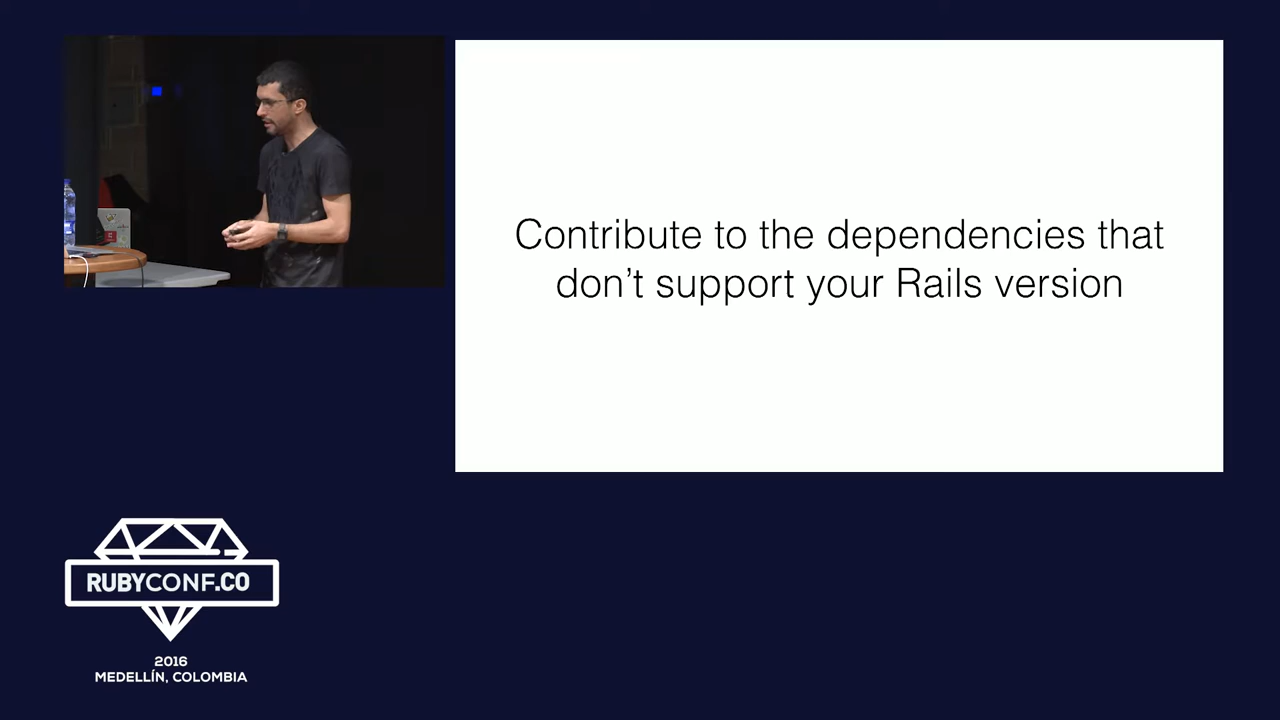 Contribute to the dependencies that
don’t support your Rails version
RUBYCONF.CO
2016
MEDELLÍN, COLOMBIA